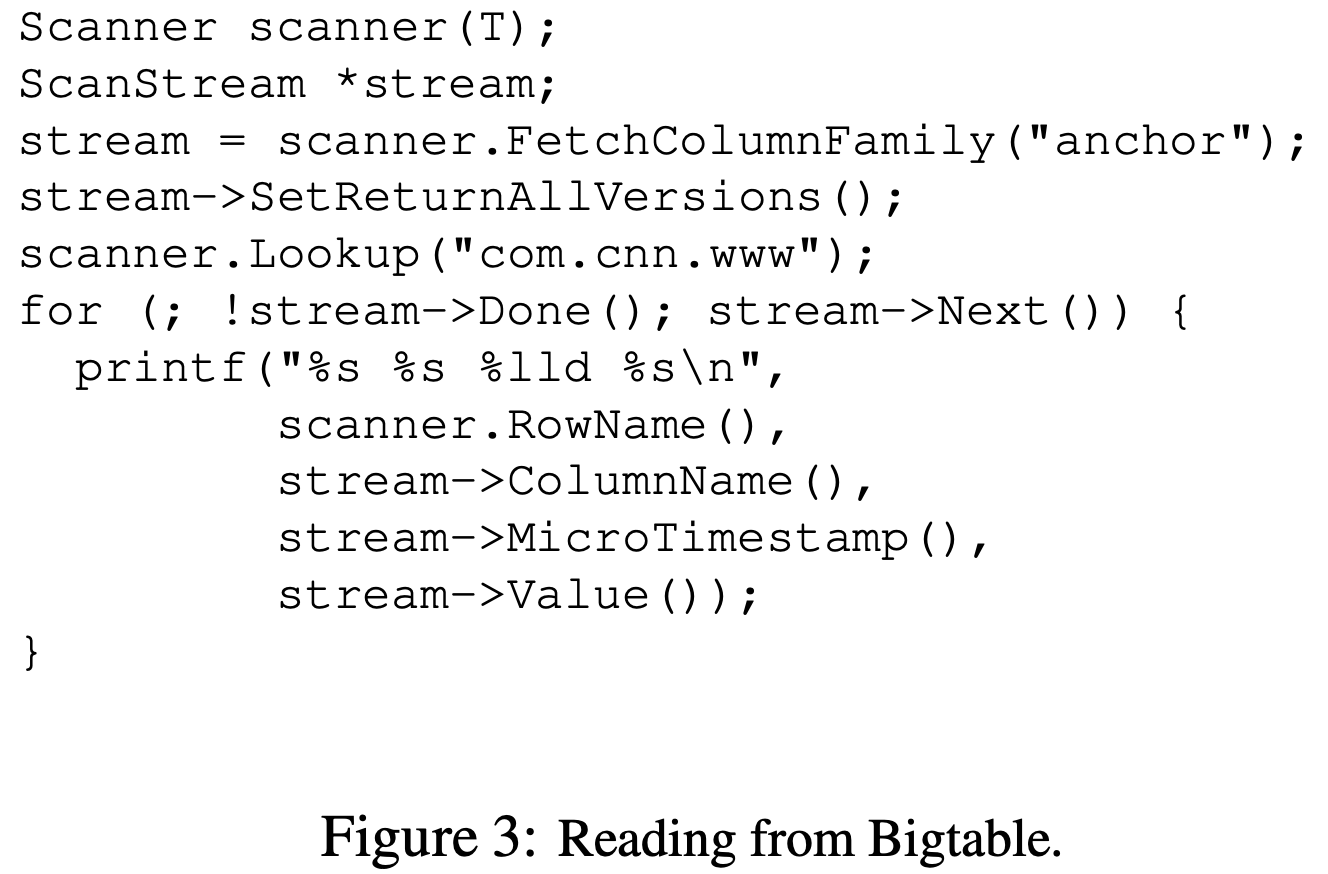 Scanner scanner(T);
ScanStream *stream;
stream = scanner.FetchColumnFamily("anchor");
stream->SetReturnAllVersions();
scanner.Lookup("com.cnn.www");
for (; !stream->Done(); stream->Next()) {
  printf("%s %s %lld %s\n",
         scanner.RowName(),
         stream->ColumnName(),
         stream->MicroTimestamp(),
         stream->Value());
}
Figure 3: Reading from Bigtable.